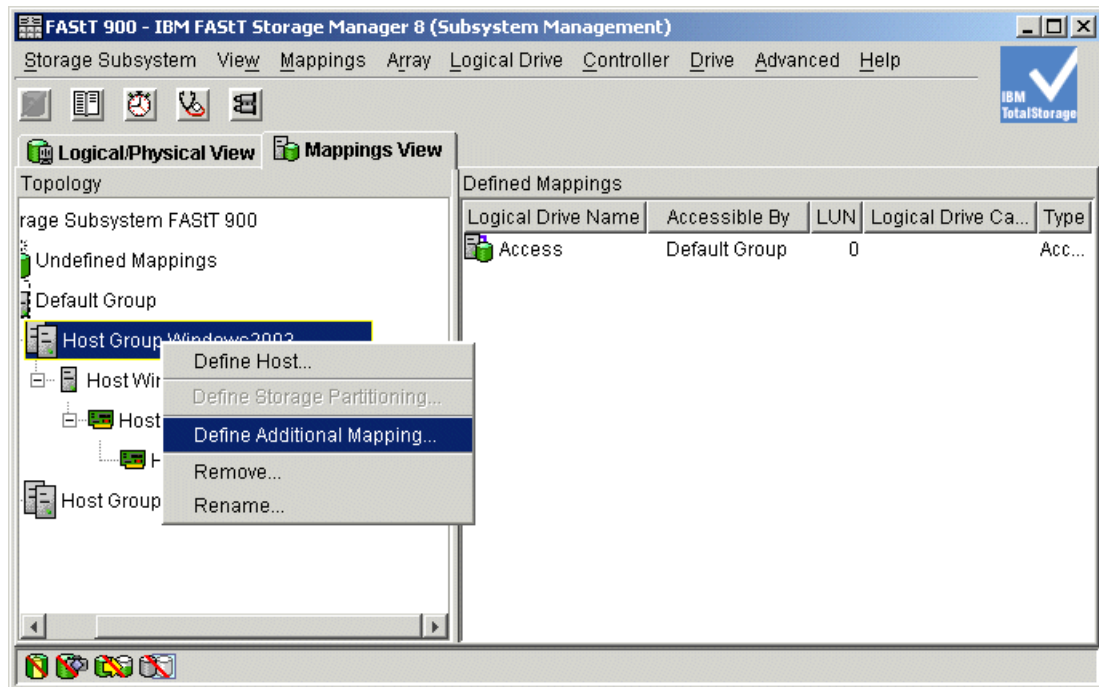 FAStT 900 - IBM FAStT Storage Manager 8 (Subsystem Management)
Storage Subsystem View Mappings Array Logical Drive Controller Drive Advanced Help
IBM
TotalStorage
Logical/Physical View Mappings View
Topology
Defined Mappings
rage Subsystem FAStT 900
Undefined Mappings
Default Group
Host Group Windows2003
Host Wir
Host
H
Host Group
Define Host...
Define Storage Partitioning...
Define Additional Mapping...
Remove...
Rename...
Logical Drive Name Accessible By LUN Logical Drive Ca... Type
Access Default Group 0 Acc...